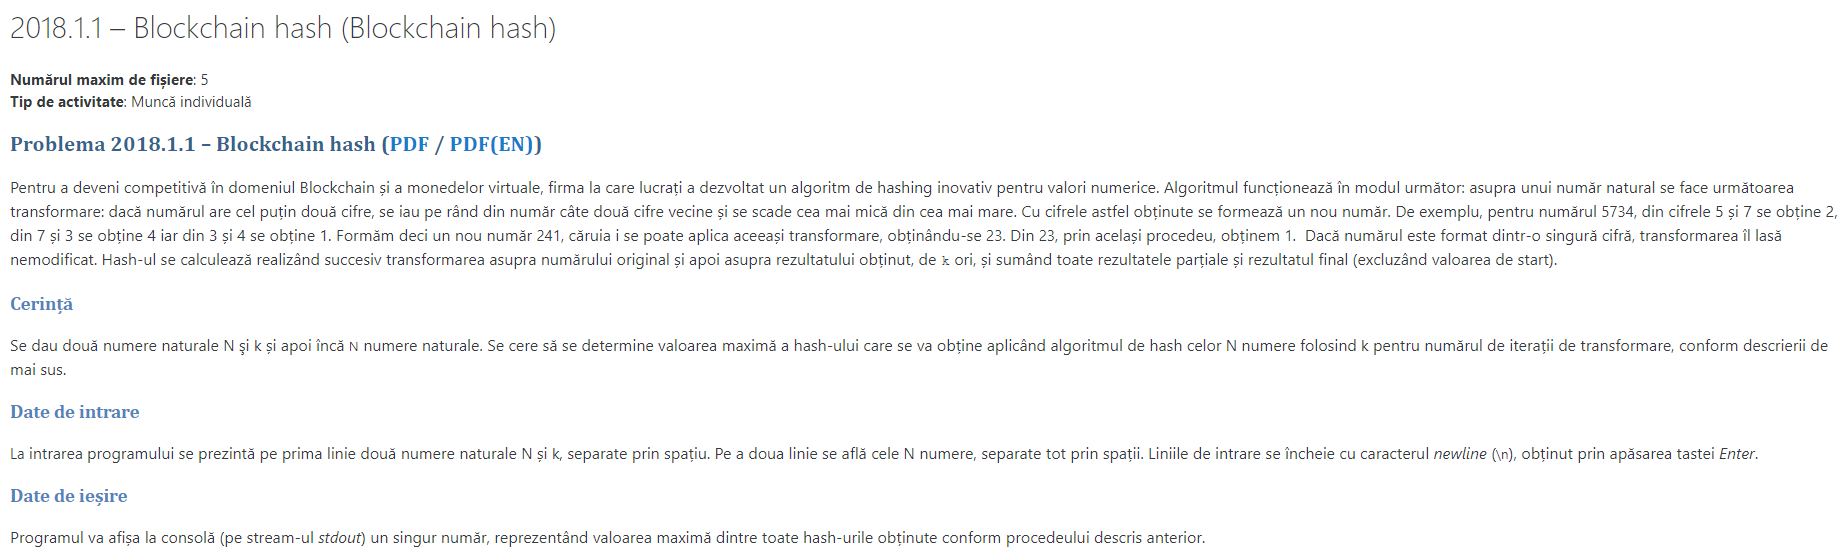 2018.1.1 – Blockchain hash (Blockchain hash)
Numărul maxim de fișiere: 5
Tip de activitate: Muncă individuală
Problema 2018.1.1 – Blockchain hash (PDF / PDF(EN))
Pentru a deveni competitivă în domeniul Blockchain și a monedelor virtuale, firma la care lucrați a dezvoltat un algoritm de hashing inovativ pentru valori numerice. Algoritmul funcționează în modul următor: asupra unui număr natural se face următoarea
transformare: dacă numărul are cel puțin două cifre, se iau pe rând din număr câte două cifre vecine și se scade cea mai mică din cea mai mare. Cu cifrele astfel obținute se formează un nou număr. De exemplu, pentru numărul 5734, din cifrele 5 și 7 se obține 2,
din 7 și 3 se obține 4 iar din 3 și 4 se obține 1. Formăm deci un nou număr 241, căruia i se poate aplica aceeași transformare, obținându-se 23. Din 23, prin același procedeu, obținem 1.  Dacă numărul este format dintr-o singură cifră, transformarea îl lasă
nemodificat. Hash-ul se calculează realizând succesiv transformarea asupra numărului original și apoi asupra rezultatului obținut, de k ori, și sumând toate rezultatele parțiale și rezultatul final (excluzând valoarea de start).
Cerință
Se dau două numere naturale N şi k și apoi încă N numere naturale. Se cere să se determine valoarea maximă a hash-ului care se va obține aplicând algoritmul de hash celor N numere folosind k pentru numărul de iterații de transformare, conform descrierii de
mai sus.
Date de intrare
La intrarea programului se prezintă pe prima linie două numere naturale N și k, separate prin spațiu. Pe a doua linie se află cele N numere, separate tot prin spații. Liniile de intrare se încheie cu caracterul newline (\n), obținut prin apăsarea tastei Enter.
Date de ieșire
Programul va afișa la consolă (pe stream-ul stdout) un singur număr, reprezentând valoarea maximă dintre toate hash-urile obținute conform procedeului descris anterior.